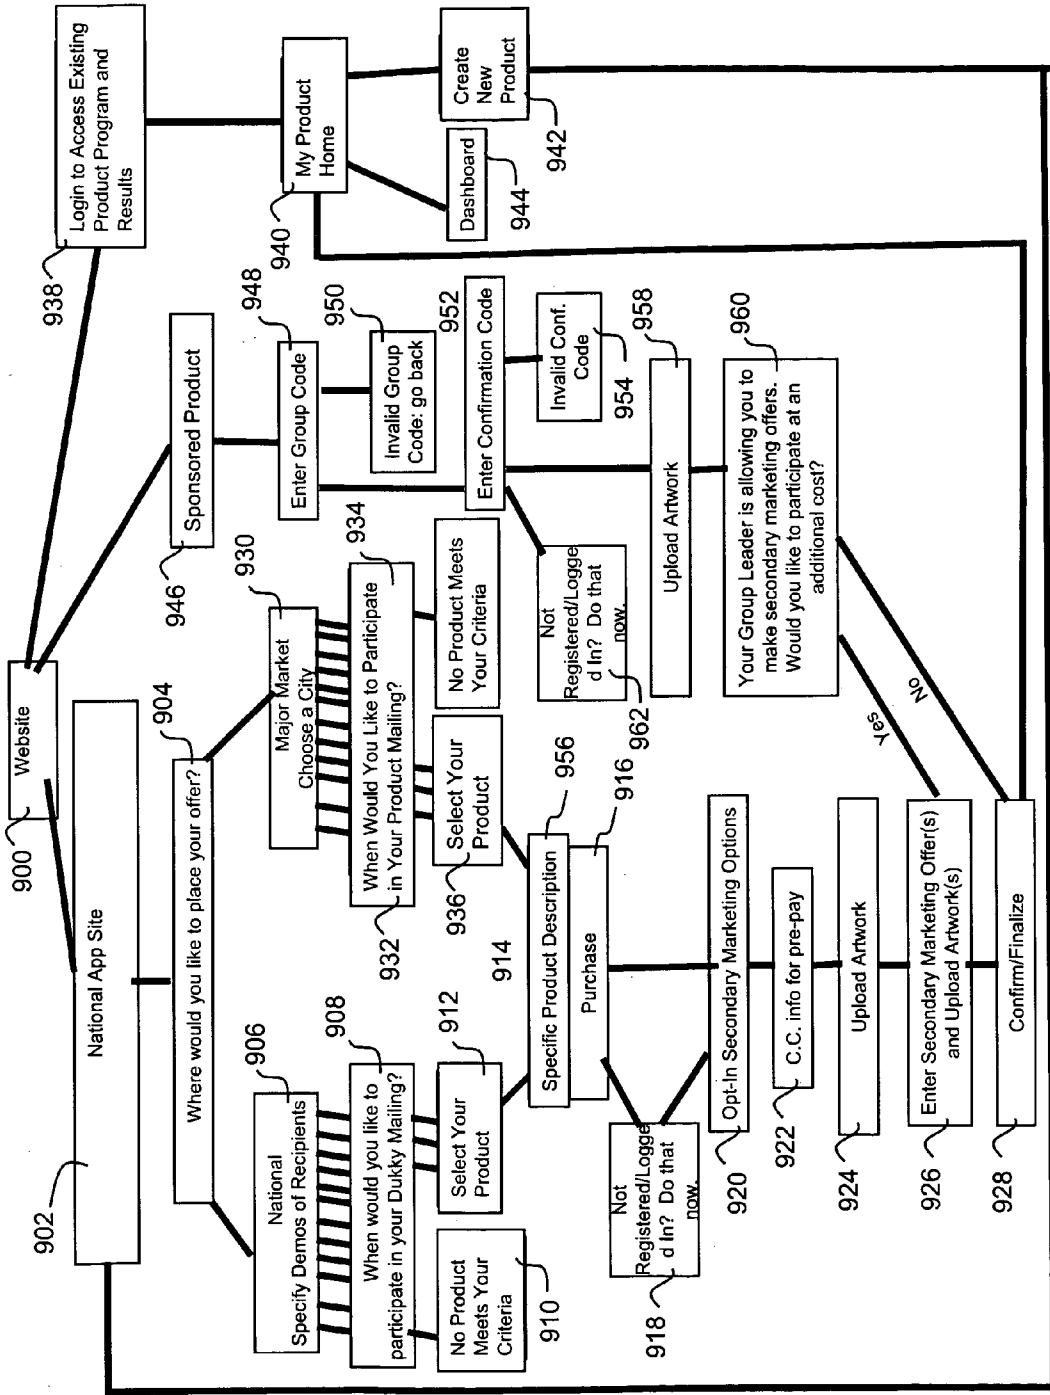 900
Website
902
National App Site
904
Where would you like to place your offer?
906
National
Specify Demos of Recipients
908
When would you like to
participate in your Dukky Mailing?
910
No Product
Meets Your
Criteria
912
Select Your
Product
914
930
Major Market
Choose a City
932
934
When Would You Like to Participate
in Your Product Mailing?
936
Select Your
Product
No Product Meets
Your Criteria
956
Specific Product Description
916
Purchase
918
Not
Registered/Logge
d In? Do that
now.
920
Opt-In Secondary Marketing Options
922
C.C. info for pre-pay
924
Upload Artwork
926
Enter Secondary Marketing Offer(s)
and Upload Artwork(s)
928
Confirm/Finalize
946
Sponsored Product
948
Enter Group Code
950
Invalid Group
Code: go back
952
Enter Confirmation Code
954
Invalid Conf.
Code
962
Not
Registered/Logge
d In? Do that
now.
958
Upload Artwork
960
Your Group Leader is allowing you to
make secondary marketing offers.
Would you like to participate at an
additional cost?
Yes
No
938
Login to Access Existing
Product Program and
Results
940
My Product
Home
944
Dashboard
942
Create
New
Product